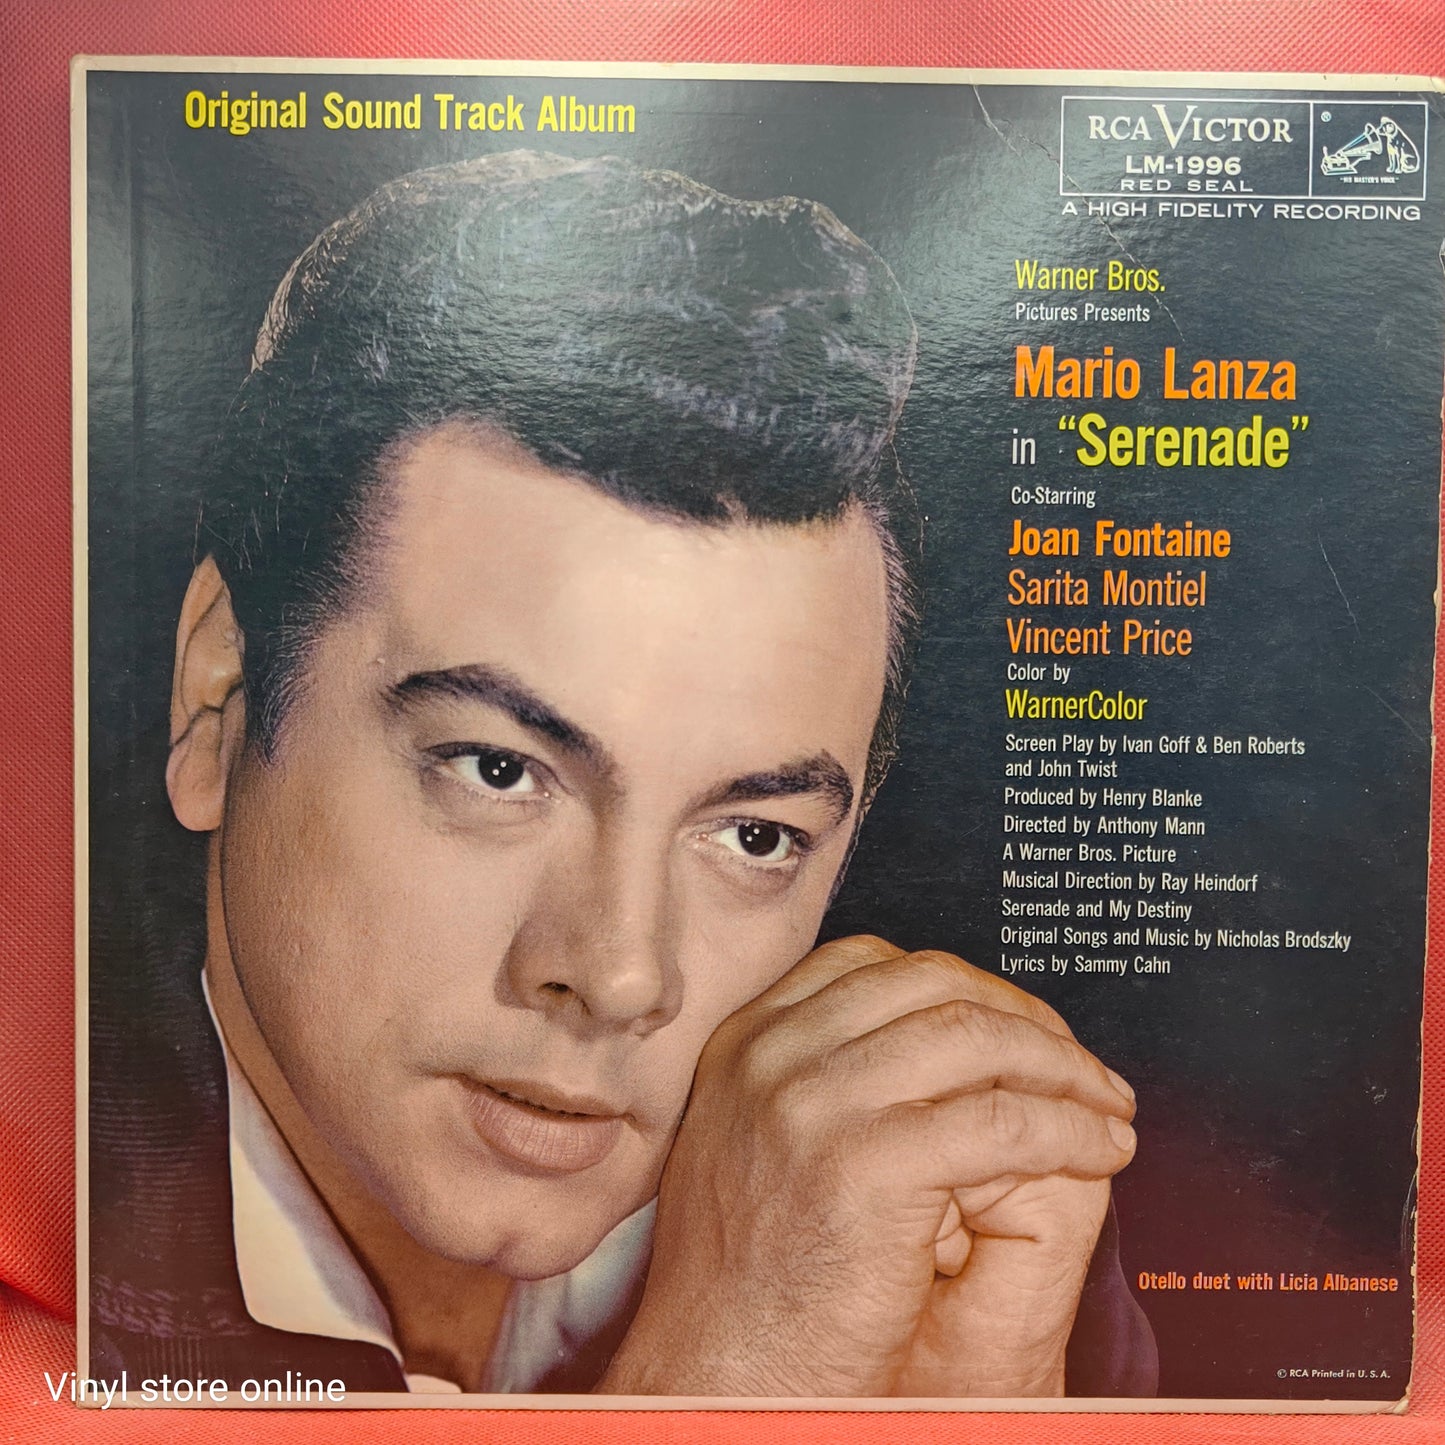 Original Sound Track Album
RCA VICTOR
LM-1996
RED SEAL
®
"HIS MASTER'S VOICE"
A HIGH FIDELITY RECORDING
Warner Bros.
Pictures Presents
Mario Lanza
in "Serenade"
Co-Starring
Joan Fontaine
Sarita Montiel
Vincent Price
Color by
WarnerColor
Screen Play by Ivan Goff & Ben Roberts
and John Twist
Produced by Henry Blanke
Directed by Anthony Mann
A Warner Bros. Picture
Musical Direction by Ray Heindorf
Serenade and My Destiny
Original Songs and Music by Nicholas Brodszky
Lyrics by Sammy Cahn
Otello duet with Licia Albanese
© RCA Printed in U. S. A.
Vinyl store online